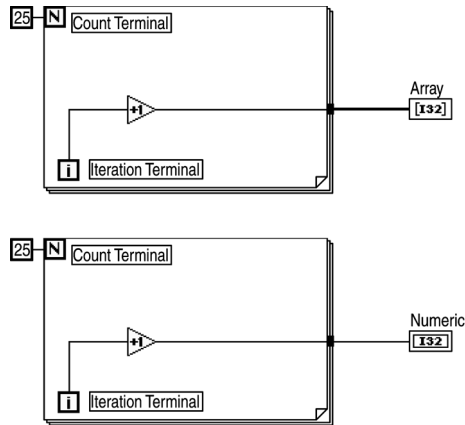 25 N Count Terminal
Array
+1 [I32]
i Iteration Terminal
25 N Count Terminal
Numeric
+1 I32
i Iteration Terminal